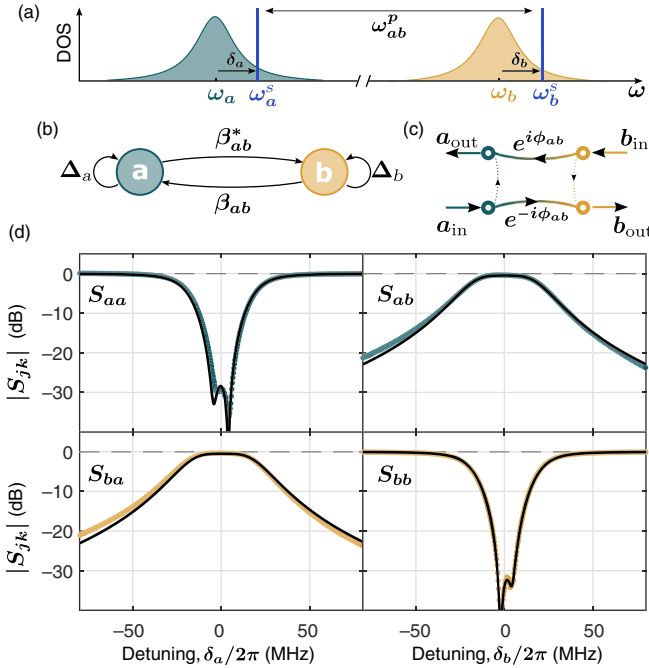 (a)
DOS
δ_a
ω^p_ab
δ_b
ω_a
ω^s_a
ω_b
ω^s_b
ω
(b)
Δ_a
a
β*_ab
β_ab
b
Δ_b
(c)
a_out
e^{iϕ_ab}
b_in
a_in
e^{-iϕ_ab}
b_out
(d)
|S_jk| (dB)
0
−10
−20
−30
S_aa
S_ab
|S_jk| (dB)
0
−10
−20
−30
S_ba
S_bb
−50 0 50
−50 0 50
Detuning, δ_a/2π (MHz)
Detuning, δ_b/2π (MHz)